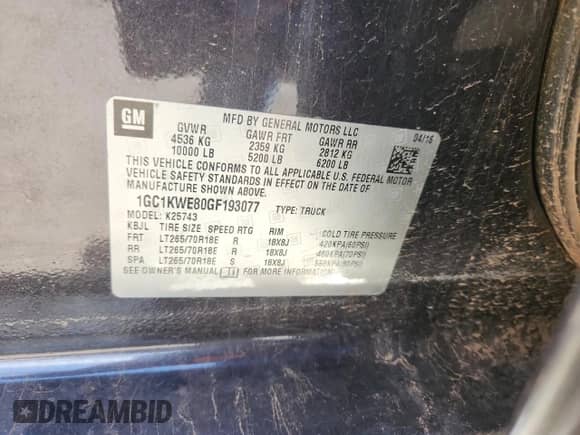 GM
MFD BY GENERAL MOTORS LLC
04/16
GVWR GAWR FRT GAWR RR
4536 KG 2359 KG 2812 KG
10000 LB 5200 LB 6200 LB
THIS VEHICLE CONFORMS TO ALL APPLICABLE U.S. FEDERAL MOTOR
VEHICLE SAFETY STANDARDS IN EFFECT ON THE DATE OF
MANUFACTURE SHOWN ABOVE.
1GC1KWE80GF193077 TYPE: TRUCK
MODEL: K25743
KBJL TIRE SIZE SPEED RTG RIM COLD TIRE PRESSURE
FRT LT265/70R18E R 18X8J 420KPA(60PSI)
RR LT265/70R18E R 18X8J 480KPA(70PSI)
SPA LT265/70R18E S 18X8J
SEE OWNER'S MANUAL FOR MORE INFORMATION
DREAMBID